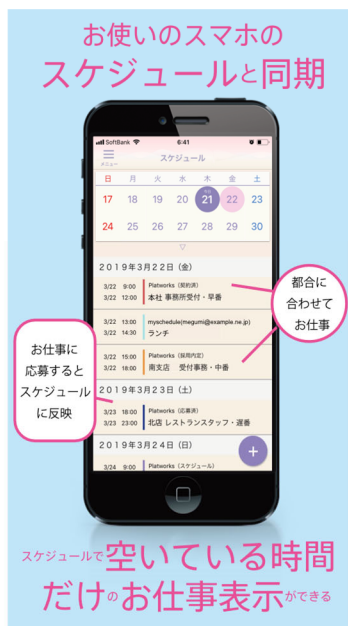 お使いのスマホの
スケジュールと同期
SoftBank 6:41
メニュー
スケジュール
日 月 火 水 木 金 土
17 18 19 20 21 22 23
24 25 26 27 28 29 30
▽
2019年3月22日（金）
3/22 9:00 Platworks（契約済）
3/22 12:00 本社 事務所受付・早番
3/22 13:00 myschedule(megumi@example.ne.jp)
3/22 14:30 ランチ
3/22 15:00 Platworks（採用内定）
3/22 18:00 南支店 受付事務・中番
2019年3月23日（土）
3/23 18:00 Platworks（応募済）
3/23 23:00 北店 レストランスタッフ・遅番
2019年3月24日（日）
3/24 9:00 Platworks（スケジュール）
+
都合に
合わせて
お仕事
お仕事に
応募すると
スケジュール
に反映
スケジュールで空いている時間
だけのお仕事表示ができる